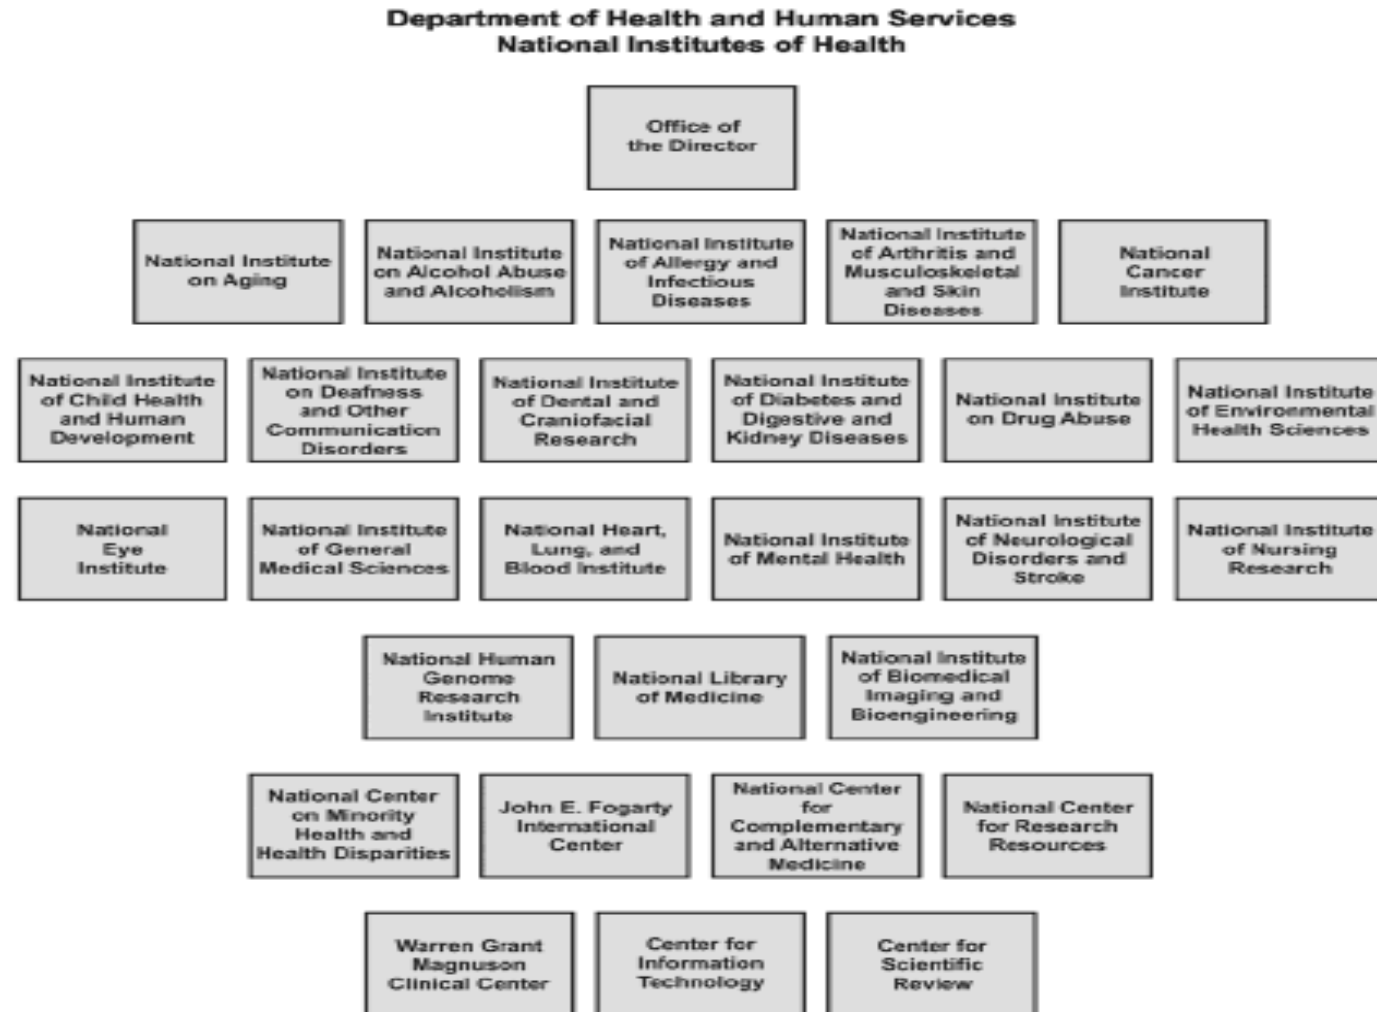 Department of Health and Human Services
National Institutes of Health
Office of
the Director
National Institute
on Aging
National Institute
on Alcohol Abuse
and Alcoholism
National Institute
of Allergy and
Infectious
Diseases
National Institute
of Arthritis and
Musculoskeletal
and Skin
Diseases
National
Cancer
Institute
National Institute
of Child Health
and Human
Development
National Institute
on Deafness
and Other
Communication
Disorders
National Institute
of Dental and
Craniofacial
Research
National Institute
of Diabetes and
Digestive and
Kidney Diseases
National Institute
on Drug Abuse
National Institute
of Environmental
Health Sciences
National
Eye
Institute
National Institute
of General
Medical Sciences
National Heart,
Lung, and
Blood Institute
National Institute
of Mental Health
National Institute
of Neurological
Disorders and
Stroke
National Institute
of Nursing
Research
National Human
Genome
Research
Institute
National Library
of Medicine
National Institute
of Biomedical
Imaging and
Bioengineering
National Center
on Minority
Health and
Health Disparities
John E. Fogarty
International
Center
National Center
for
Complementary
and Alternative
Medicine
National Center
for Research
Resources
Warren Grant
Magnuson
Clinical Center
Center for
Information
Technology
Center for
Scientific
Review